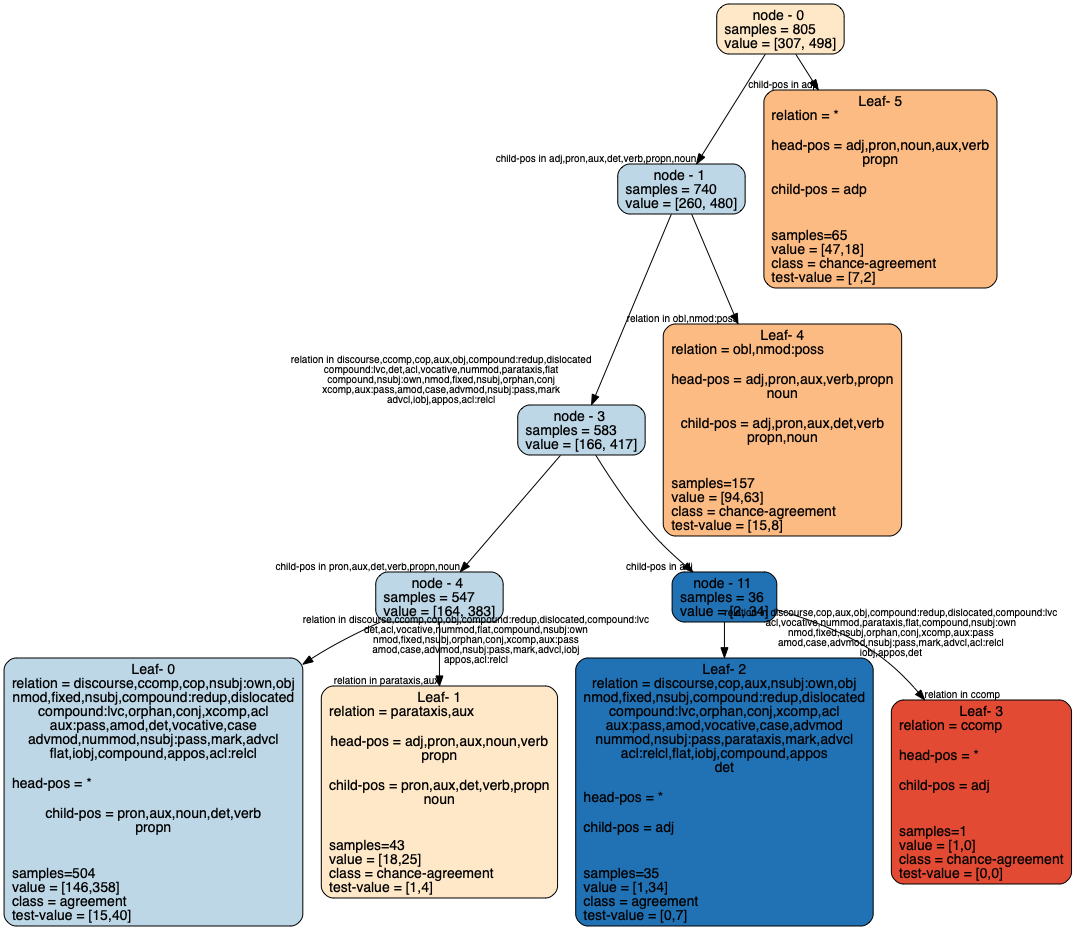 node - 0
samples = 805
value = [307, 498]
child-pos in adp
Leaf- 5
relation = *
head-pos = adj,pron,noun,aux,verb
propn
child-pos = adp
samples=65
value = [47,18]
class = chance-agreement
test-value = [7,2]
child-pos in adj,pron,aux,det,verb,propn,noun
node - 1
samples = 740
value = [260, 480]
relation in obl,nmod:poss
Leaf- 4
relation = obl,nmod:poss
head-pos = adj,pron,aux,verb,propn
noun
child-pos = adj,pron,aux,det,verb
propn,noun
samples=157
value = [94,63]
class = chance-agreement
test-value = [15,8]
relation in discourse,ccomp,cop,aux,obj,compound:redup,dislocated
compound:lvc,det,acl,vocative,nummod,parataxis,flat
compound,nsubj:own,nmod,fixed,nsubj,orphan,conj
xcomp,aux:pass,amod,case,advmod,nsubj:pass,mark
advcl,iobj,appos,acl:relcl
node - 3
samples = 583
value = [166, 417]
child-pos in pron,aux,det,verb,propn,noun
node - 4
samples = 547
value = [164, 383]
child-pos in adj
node - 11
samples = 36
value = [2, 34]
relation in discourse,ccomp,cop,obj,compound:redup,dislocated,compound:lvc
det,acl,vocative,nummod,flat,compound,nsubj:own
nmod,fixed,nsubj,orphan,conj,xcomp,aux:pass
amod,case,advmod,nsubj:pass,mark,advcl,iobj
appos,acl:relcl
relation in discourse,cop,aux,obj,compound:redup,dislocated,compound:lvc
acl,vocative,nummod,parataxis,flat,compound,nsubj:own
nmod,fixed,nsubj,orphan,conj,xcomp,aux:pass
amod,case,advmod,nsubj:pass,mark,advcl,acl:relcl
iobj,appos,det
Leaf- 0
relation = discourse,ccomp,cop,nsubj:own,obj
nmod,fixed,nsubj,compound:redup,dislocated
compound:lvc,orphan,conj,xcomp,acl
aux:pass,amod,det,vocative,case
advmod,nummod,nsubj:pass,mark,advcl
flat,iobj,compound,appos,acl:relcl
head-pos = *
child-pos = pron,aux,noun,det,verb
propn
samples=504
value = [146,358]
class = agreement
test-value = [15,40]
relation in parataxis,aux
Leaf- 1
relation = parataxis,aux
head-pos = adj,pron,aux,noun,verb
propn
child-pos = pron,aux,det,verb,propn
noun
samples=43
value = [18,25]
class = chance-agreement
test-value = [1,4]
Leaf- 2
relation = discourse,cop,aux,nsubj:own,obj
nmod,fixed,nsubj,compound:redup,dislocated
compound:lvc,orphan,conj,xcomp,acl
aux:pass,amod,vocative,case,advmod
nummod,nsubj:pass,parataxis,mark,advcl
acl:relcl,flat,iobj,compound,appos
det
head-pos = *
child-pos = adj
samples=35
value = [1,34]
class = agreement
test-value = [0,7]
relation in ccomp
Leaf- 3
relation = ccomp
head-pos = *
child-pos = adj
samples=1
value = [1,0]
class = chance-agreement
test-value = [0,0]